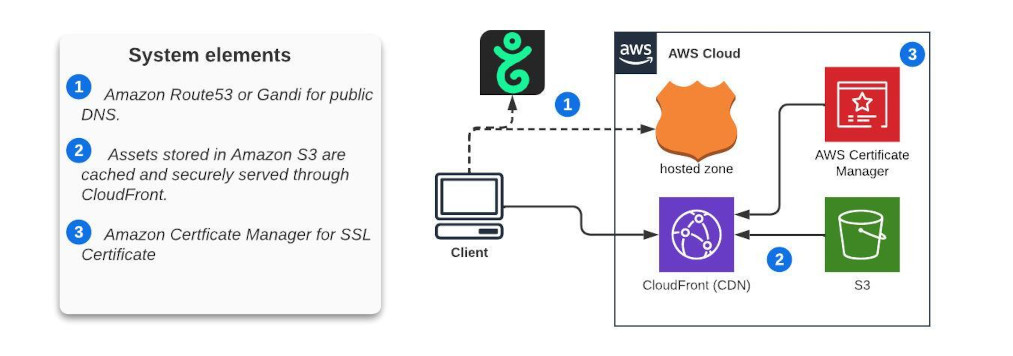 System elements
1
Amazon Route53 or Gandi for public
DNS.
2
Assets stored in Amazon S3 are
cached and securely served through
CloudFront.
3
Amazon Certficate Manager for SSL
Certificate
1
Client
aws
AWS Cloud
3
hosted zone
AWS Certificate
Manager
CloudFront (CDN)
2
S3